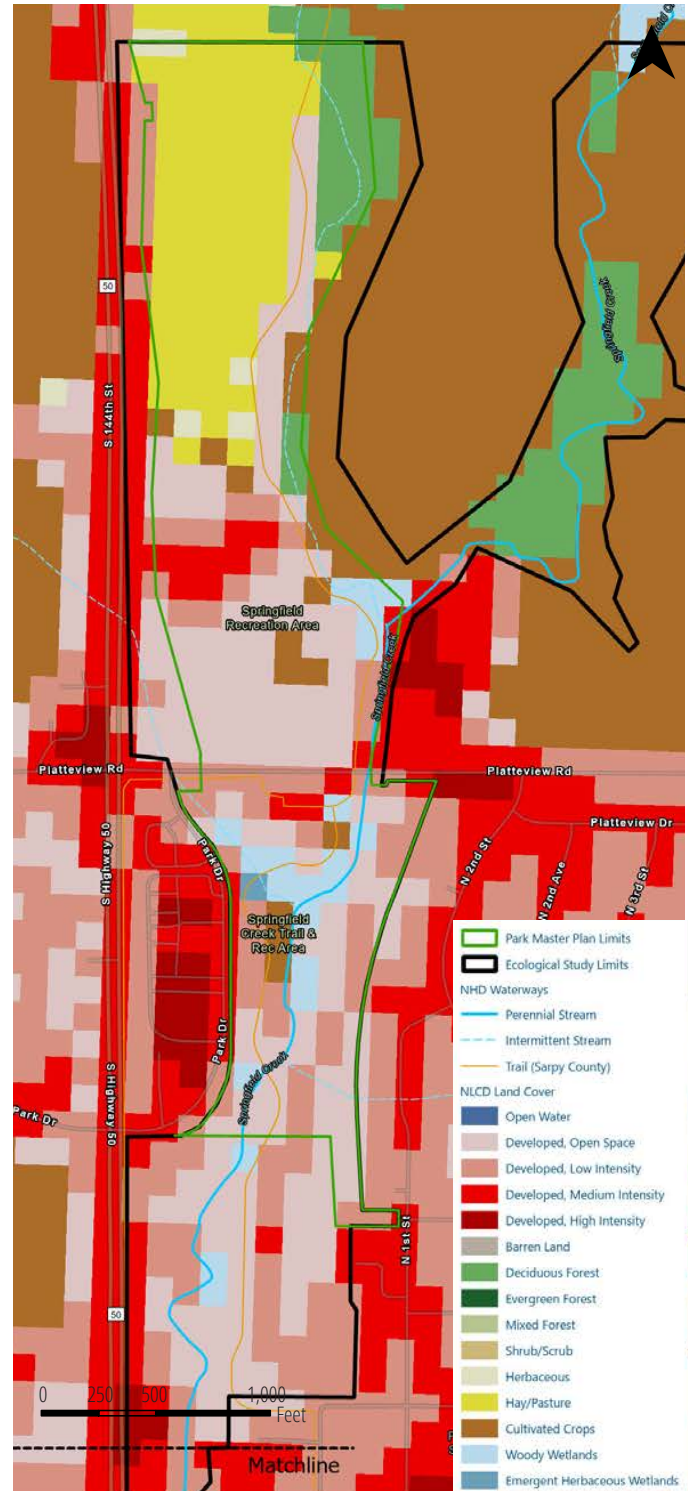 Springfield Creek
50
S 144th St
Springfield
Recreation Area
Springfield Creek
Platteview Rd
Platteview Rd
Platteview Dr
S Highway 50
Park Dr
N 2nd St
N 2nd Ave
N 3rd St
Springfield
Creek Trail &
Rec Area
Park Dr
Springfield Creek
S Highway 50
Park Dr
N 1st St
50
0 250 500 1,000
Feet
Matchline
Park Master Plan Limits
Ecological Study Limits
NHD Waterways
Perennial Stream
Intermittent Stream
Trail (Sarpy County)
NLCD Land Cover
Open Water
Developed, Open Space
Developed, Low Intensity
Developed, Medium Intensity
Developed, High Intensity
Barren Land
Deciduous Forest
Evergreen Forest
Mixed Forest
Shrub/Scrub
Herbaceous
Hay/Pasture
Cultivated Crops
Woody Wetlands
Emergent Herbaceous Wetlands